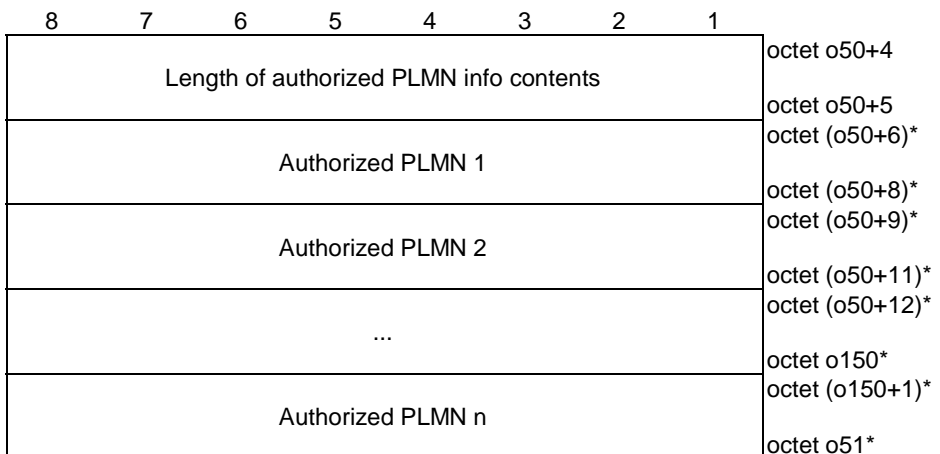 8 7 6 5 4 3 2 1
octet o50+4
Length of authorized PLMN info contents
octet o50+5
octet (o50+6)*
Authorized PLMN 1
octet (o50+8)*
octet (o50+9)*
Authorized PLMN 2
octet (o50+11)*
octet (o50+12)*
...
octet o150*
octet (o150+1)*
Authorized PLMN n
octet o51*